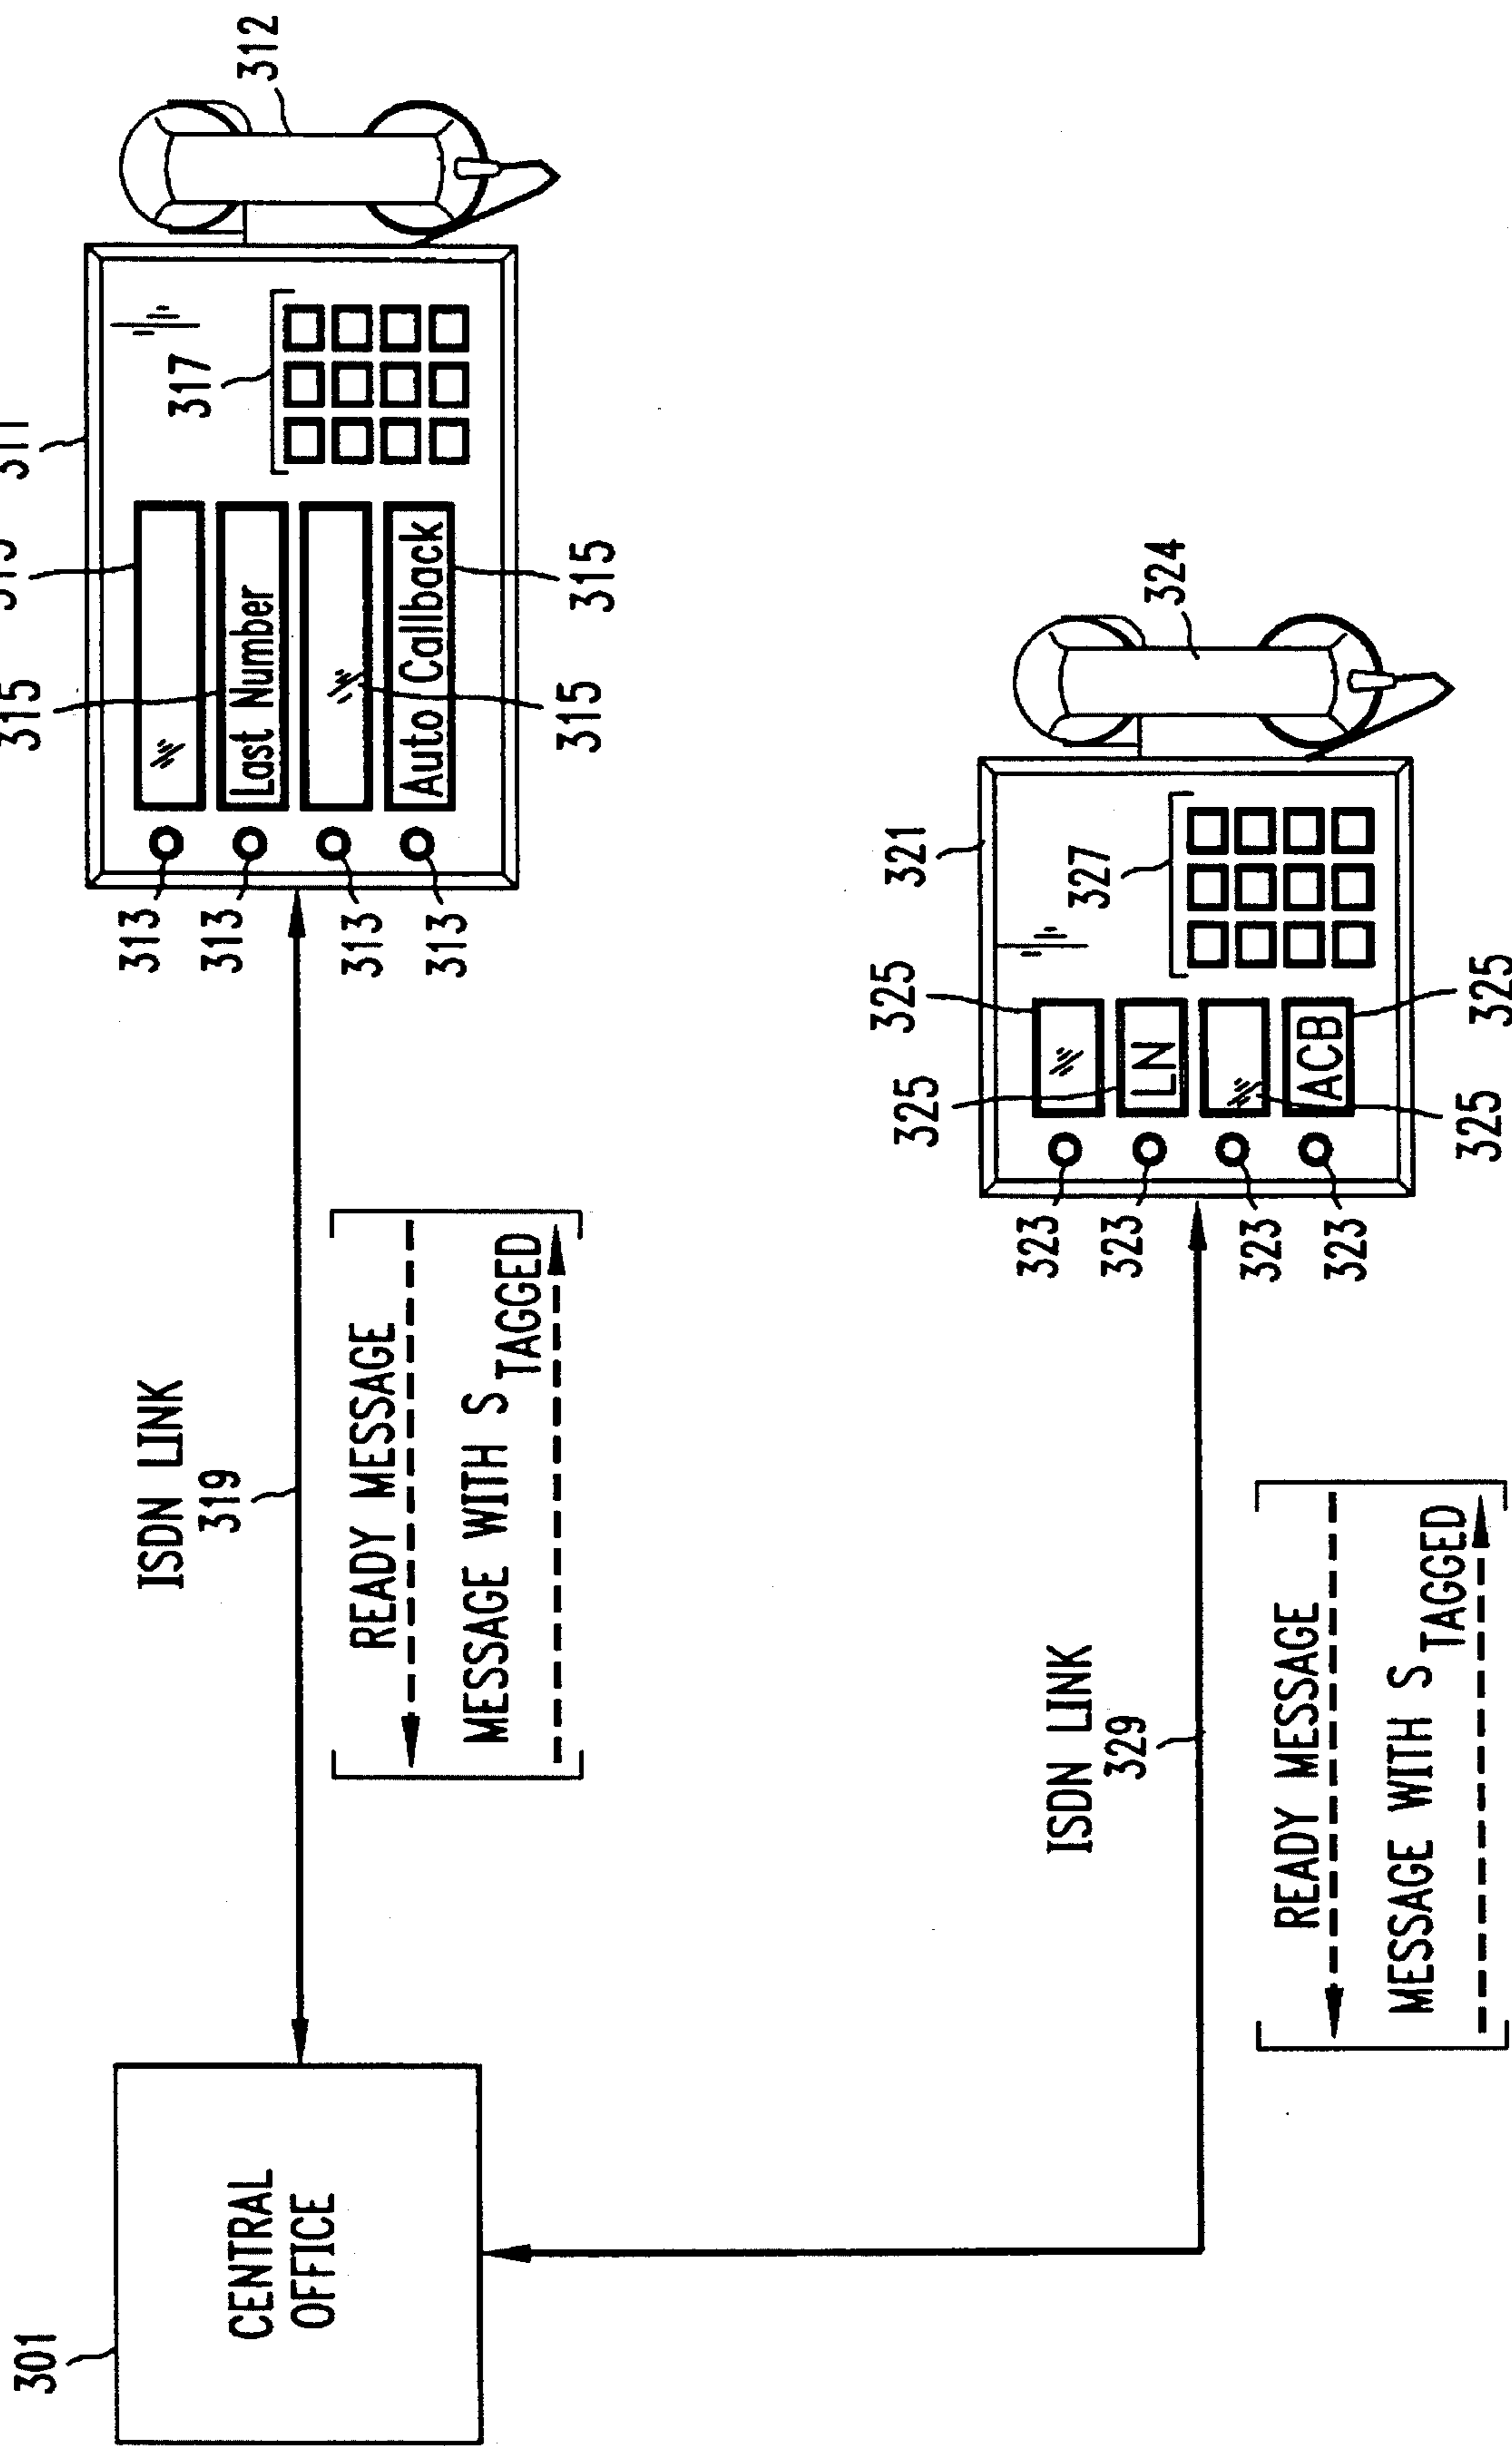 301
CENTRAL
OFFICE
ISDN LINK
319
READY MESSAGE
MESSAGE WITH S TAGGED
315
313
313
313
313
Last Number
Auto Callback
315
315
317
312
ISDN LINK
329
READY MESSAGE
MESSAGE WITH S TAGGED
325
325
321
323
323
323
323
LN
ACB
325
325
327
324